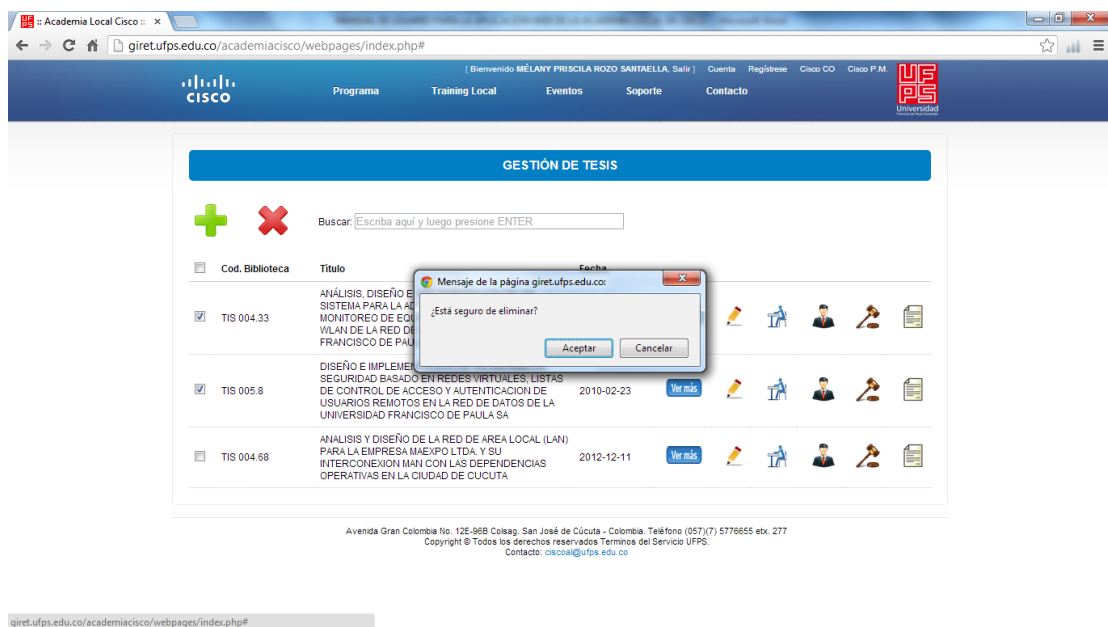 :: Academia Local Cisco ::
giret.ufps.edu.co/academiacisco/webpages/index.php#
[ Bienvenido MÉLANY PRISCILA ROZO SANTAELLA, Salir ] Cuenta Regístrese Cisco CO Cisco P.M.
CISCO
Programa Training Local Eventos Soporte Contacto
UFPS
Universidad
Francisco de Paula Santander
GESTIÓN DE TESIS
Buscar: Escriba aquí y luego presione ENTER
Cod. Biblioteca Título Fecha
TIS 004.33
ANÁLISIS, DISEÑO E
SISTEMA PARA LA AD
MONITOREO DE EQU
WLAN DE LA RED DE
FRANCISCO DE PAU
Mensaje de la página giret.ufps.edu.co:
¿Está seguro de eliminar?
Aceptar Cancelar
TIS 005.8
DISEÑO E IMPLEMEN
SEGURIDAD BASADO EN REDES VIRTUALES, LISTAS
DE CONTROL DE ACCESO Y AUTENTICACION DE
USUARIOS REMOTOS EN LA RED DE DATOS DE LA
UNIVERSIDAD FRANCISCO DE PAULA SA
2010-02-23 Ver más
TIS 004.68
ANALISIS Y DISEÑO DE LA RED DE AREA LOCAL (LAN)
PARA LA EMPRESA MAEXPO LTDA. Y SU
INTERCONEXION MAN CON LAS DEPENDENCIAS
OPERATIVAS EN LA CIUDAD DE CUCUTA
2012-12-11 Ver más
Avenida Gran Colombia No. 12E-96B Colsag. San José de Cúcuta - Colombia. Teléfono (057)(7) 5776655 etx. 277
Copyright © Todos los derechos reservados Terminos del Servicio UFPS.
Contacto: ciscoal@ufps.edu.co
giret.ufps.edu.co/academiacisco/webpages/index.php#